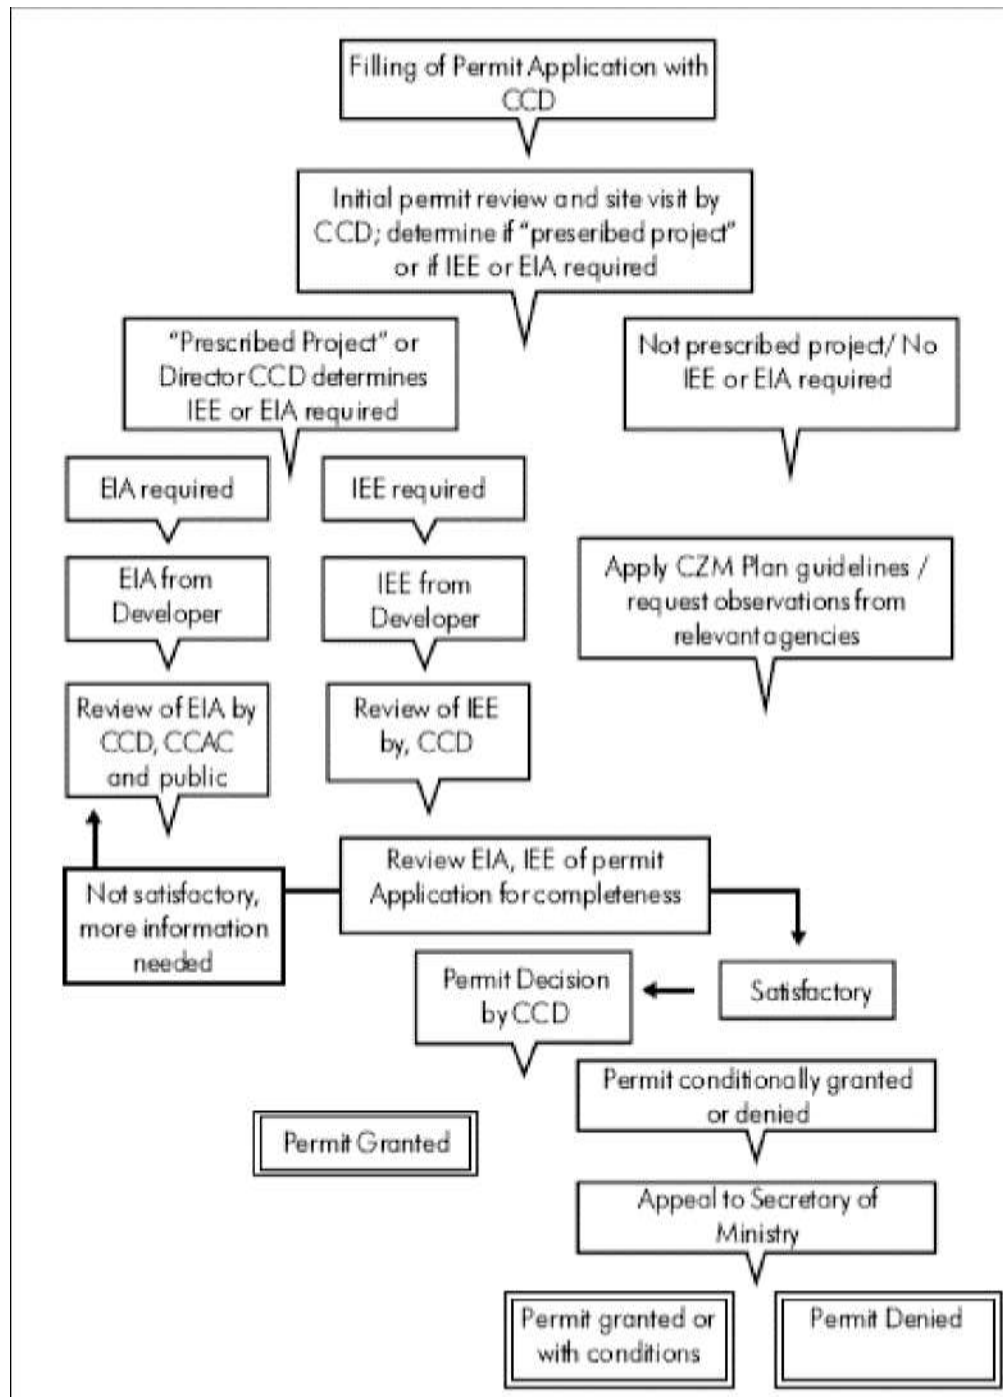 Filling of Permit Application with
CCD
Initial permit review and site visit by
CCD; determine if "preseribed project"
or if IEE or EIA required
"Prescribed Project" or
Director CCD determines
IEE or EIA required
Not prescribed project/ No
IEE or EIA required
EIA required
IEE required
EIA from
Developer
IEE from
Developer
Apply CZM Plan guidelines /
request observations from
relevant agencies
Review of EIA by
CCD, CCAC
and public
Review of IEE
by, CCD
Review EIA, IEE of permit
Application for completeness
Not satisfactory,
more information
needed
Permit Decision
by CCD
Satisfactory
Permit conditionally granted
or denied
Permit Granted
Appeal to Secretary of
Ministry
Permit granted or
with conditions
Permit Denied